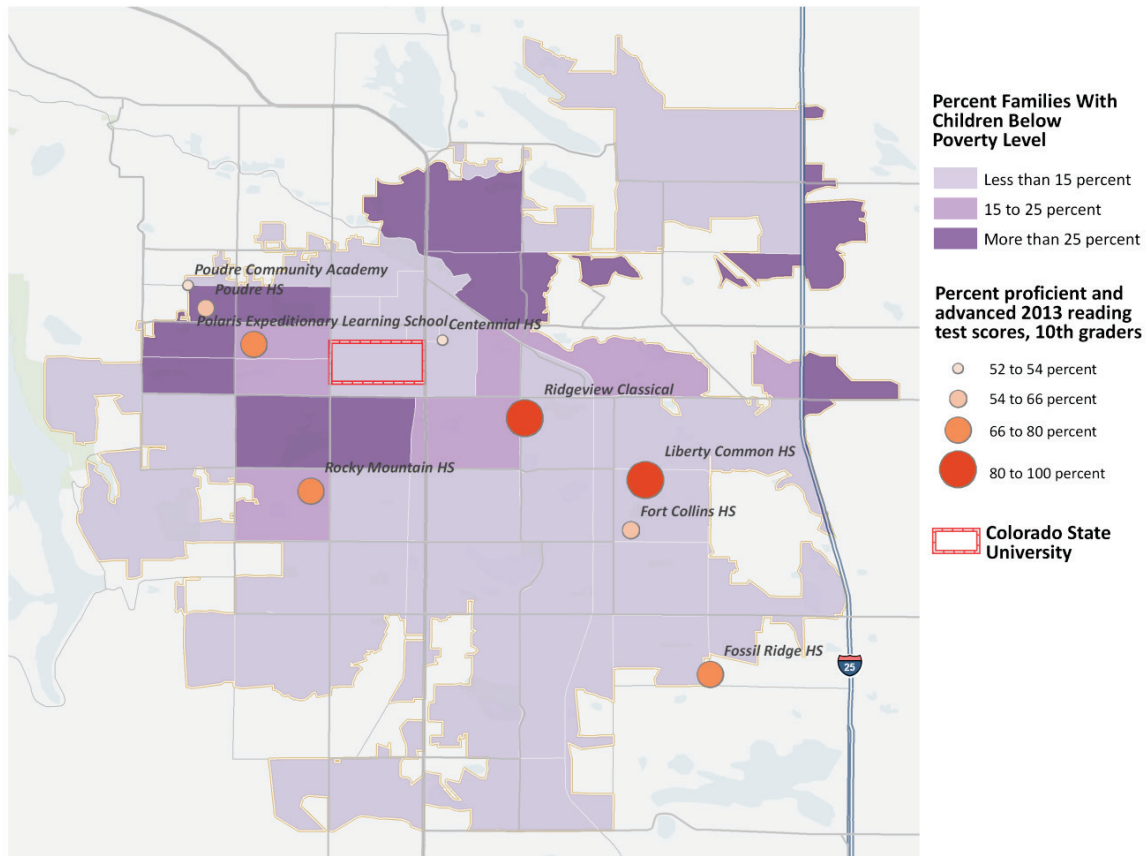 Poudre Community Academy
Poudre HS
Polaris Expeditionary Learning School
Centennial HS
Ridgeview Classical
Liberty Common HS
Rocky Mountain HS
Fort Collins HS
Fossil Ridge HS
25
Percent Families With
Children Below
Poverty Level
Less than 15 percent
15 to 25 percent
More than 25 percent
Percent proficient and
advanced 2013 reading
test scores, 10th graders
52 to 54 percent
54 to 66 percent
66 to 80 percent
80 to 100 percent
Colorado State
University